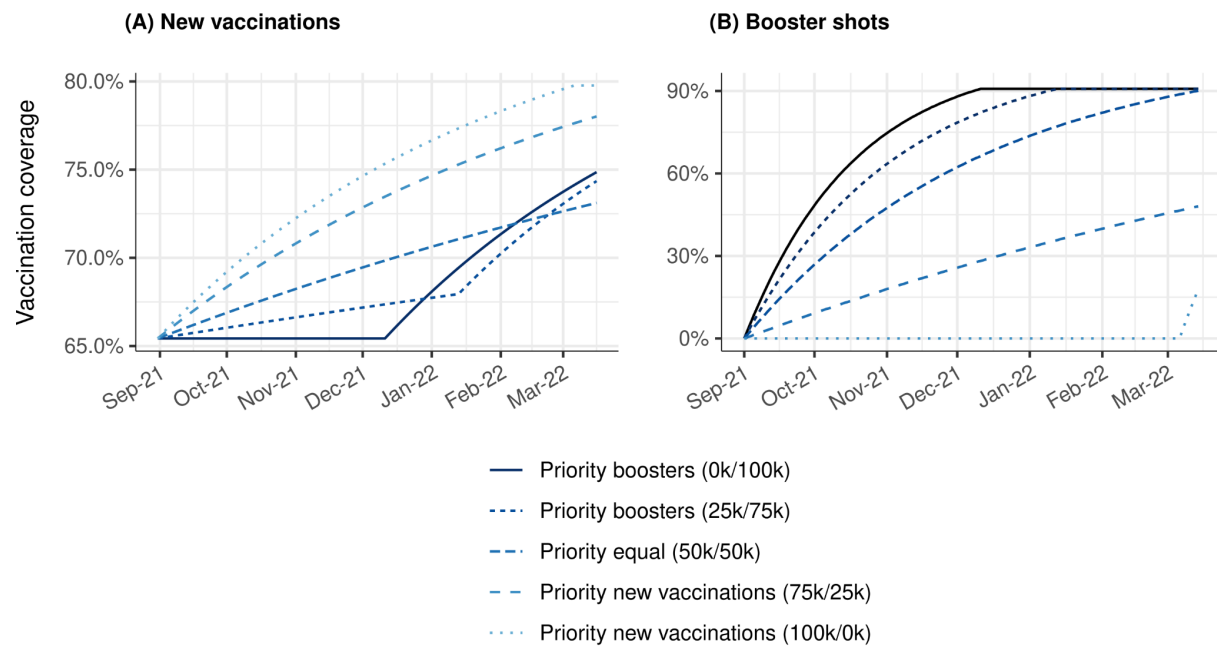 (A) New vaccinations
(B) Booster shots
Vaccination coverage
80.0%
75.0%
70.0%
65.0%
Sep-21
Oct-21
Nov-21
Dec-21
Jan-22
Feb-22
Mar-22
90%
60%
30%
0%
Sep-21
Oct-21
Nov-21
Dec-21
Jan-22
Feb-22
Mar-22
Priority boosters (0k/100k)
Priority boosters (25k/75k)
Priority equal (50k/50k)
Priority new vaccinations (75k/25k)
Priority new vaccinations (100k/0k)